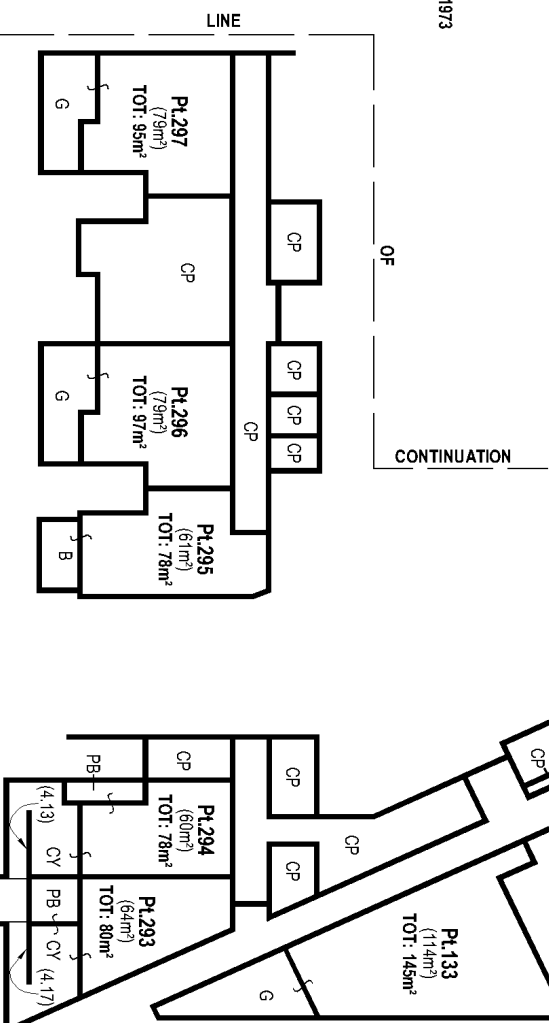 1973
LINE
OF
CONTINUATION
Pt.297
(79m²)
TOT: 95m²
G
CP
CP
Pt.296
(79m²)
TOT: 97m²
G
CP
CP
CP
CP
Pt.295
(61m²)
TOT: 78m²
B
CP
CP
PB
CP
CP
CP
Pt.294
(60m²)
TOT: 78m²
(4.13)
CY
Pt.293
(64m²)
TOT: 80m²
PB
CY
(4.17)
Pt.133
(114m²)
TOT: 145m²
G